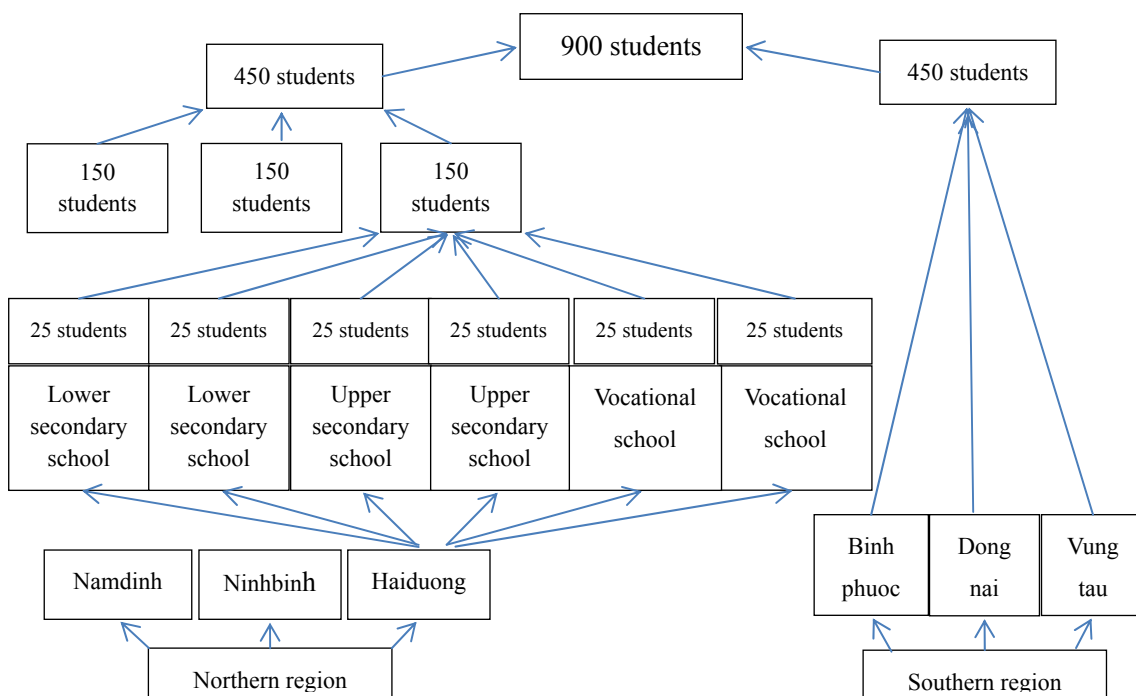 900 students
450 students
450 students
150
students
150
students
150
students
25 students
25 students
25 students
25 students
25 students
25 students
Lower
secondary
school
Lower
secondary
school
Upper
secondary
school
Upper
secondary
school
Vocational
school
Vocational
school
Namdinh
Ninhbinh
Haiduong
Binh
phuoc
Dong
nai
Vung
tau
Northern region
Southern region